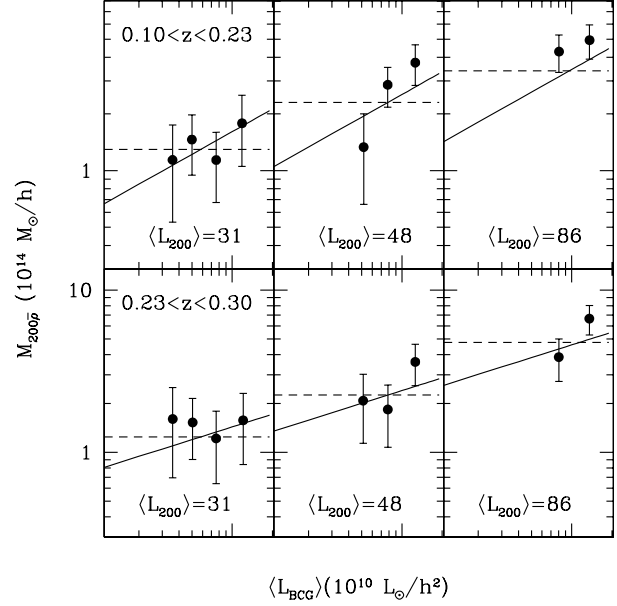 0.10<z<0.23
1
⟨L₂₀₀⟩=31
⟨L₂₀₀⟩=48
⟨L₂₀₀⟩=86
M₂₀₀ρ̄ (10¹⁴ M⊙/h)
10
0.23<z<0.30
1
⟨L₂₀₀⟩=31
⟨L₂₀₀⟩=48
⟨L₂₀₀⟩=86
⟨L_BCG⟩(10¹⁰ L⊙/h²)